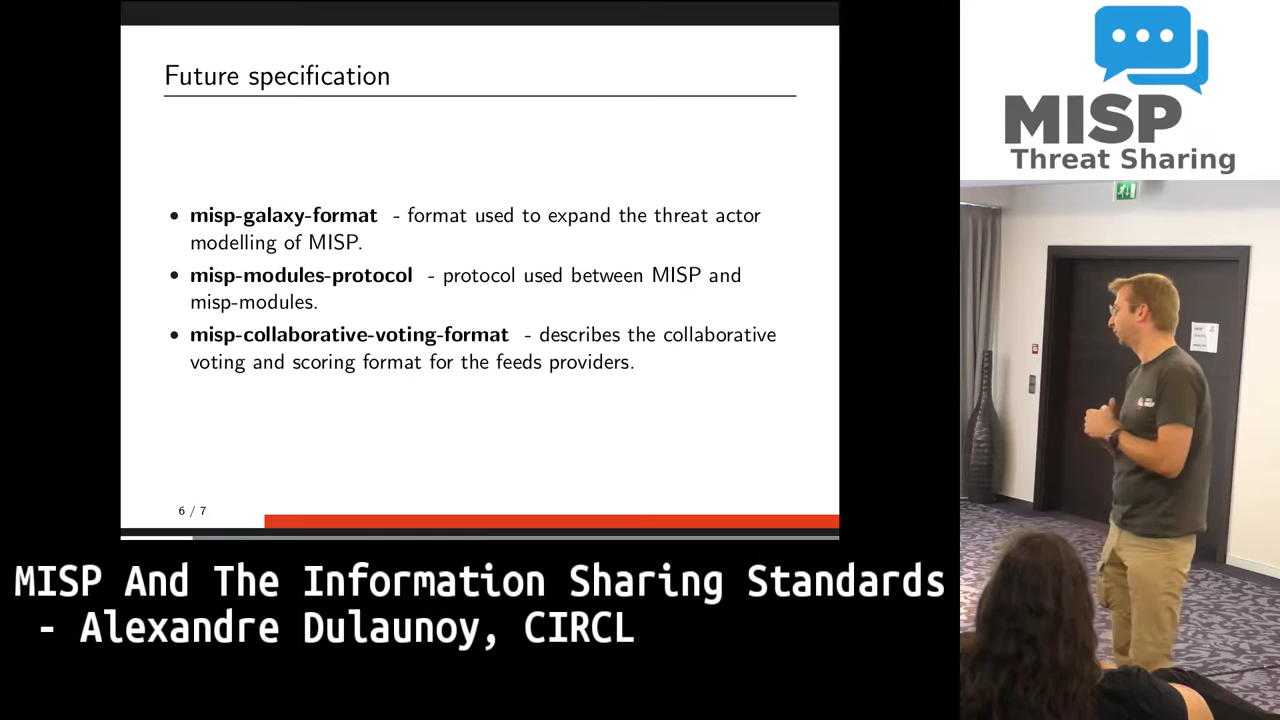 Future specification
• misp-galaxy-format - format used to expand the threat actor
modelling of MISP.
• misp-modules-protocol - protocol used between MISP and
misp-modules.
• misp-collaborative-voting-format - describes the collaborative
voting and scoring format for the feeds providers.
6 / 7
MISP
Threat Sharing
MISP And The Information Sharing Standards
- Alexandre Dulaunoy, CIRCL